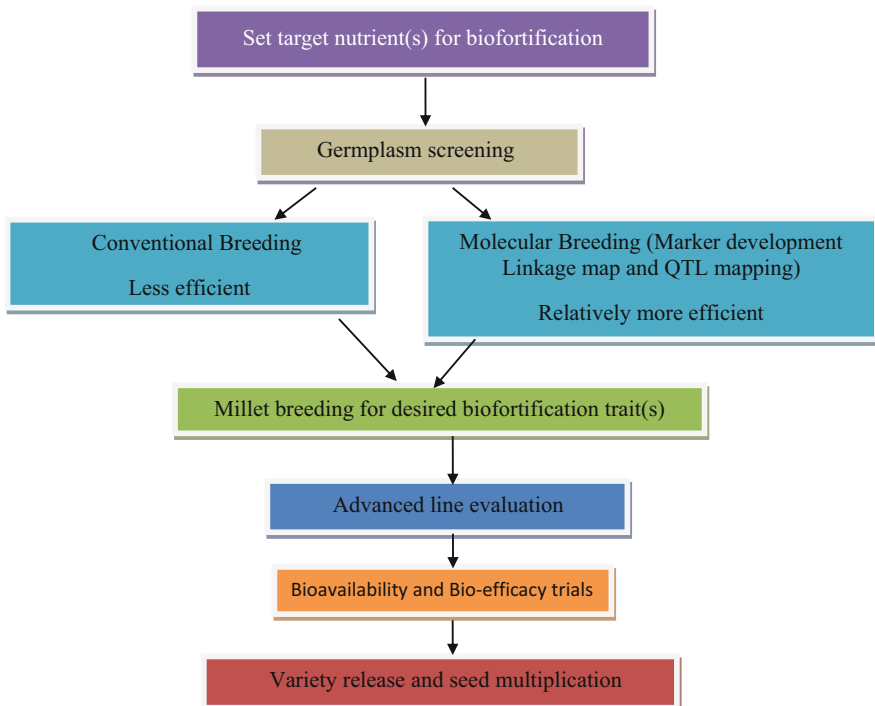 Set target nutrient(s) for biofortification
Germplasm screening
Conventional Breeding
Less efficient
Molecular Breeding (Marker development
Linkage map and QTL mapping)
Relatively more efficient
Millet breeding for desired biofortification trait(s)
Advanced line evaluation
Bioavailability and Bio-efficacy trials
Variety release and seed multiplication